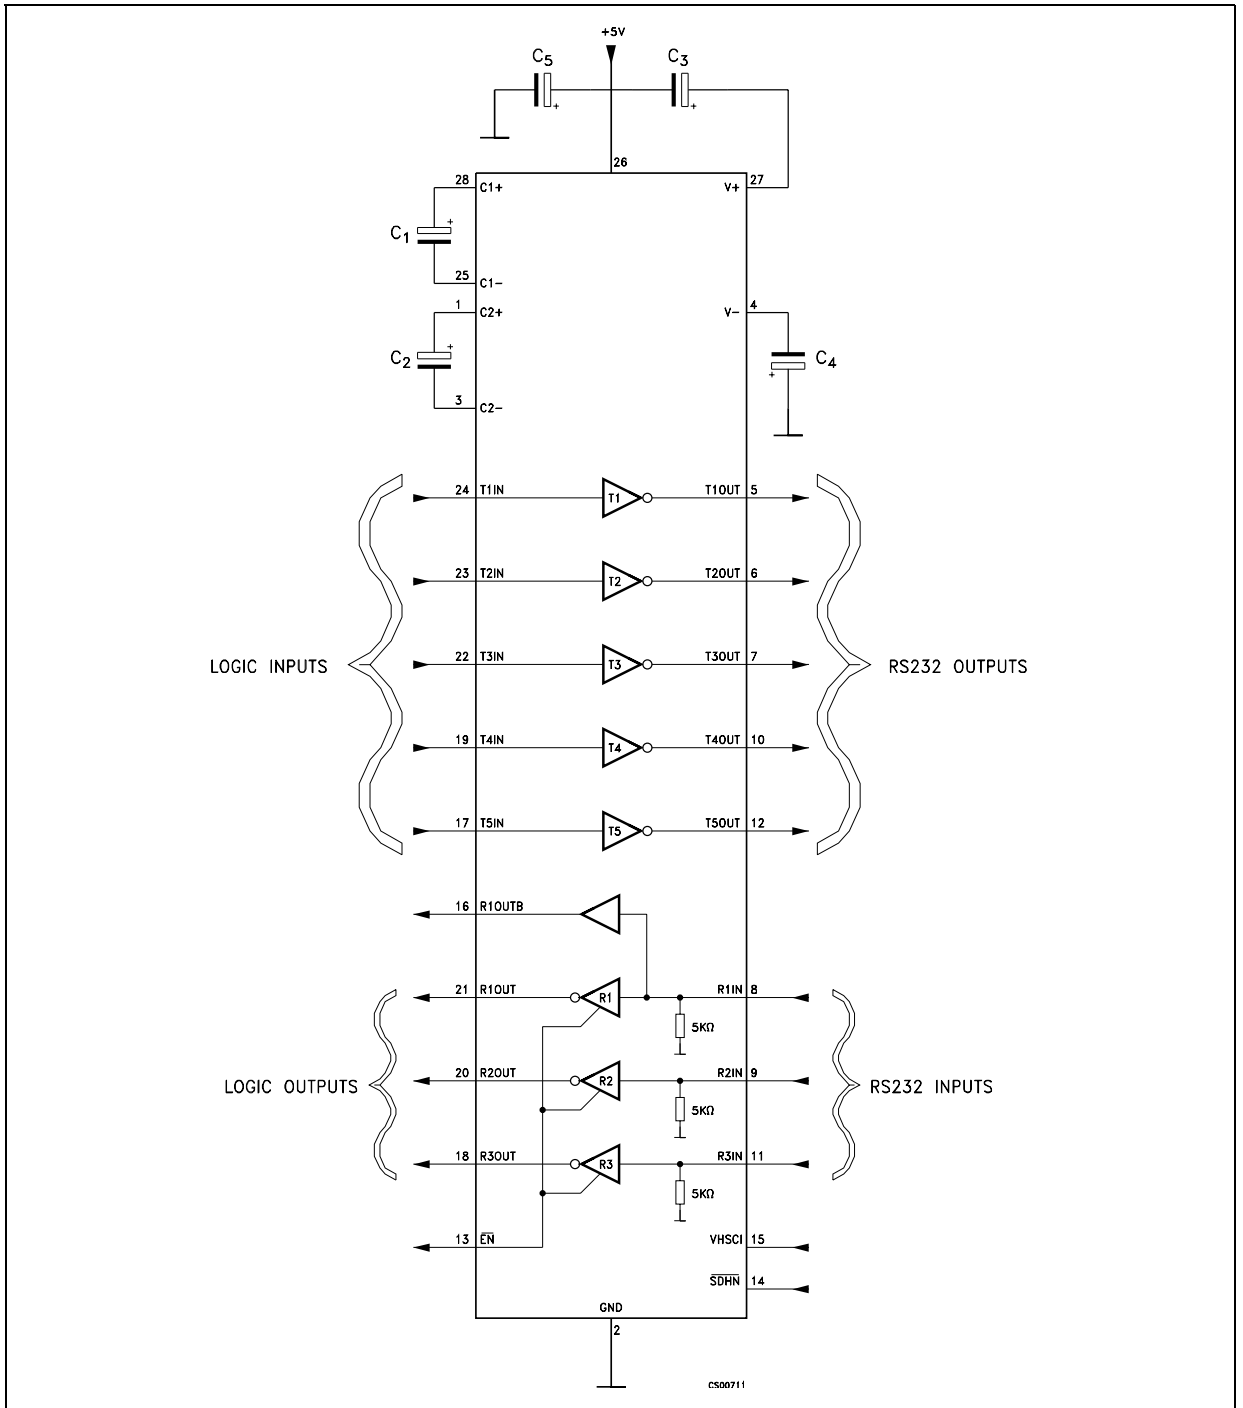 +5V
C5 C3
+ +
26
28 C1+ V+ 27
C1 +
25 C1-
1 C2+ V- 4
C2 + C4
+
3 C2-
24 T1IN T1 T1OUT 5
23 T2IN T2 T2OUT 6
LOGIC INPUTS 22 T3IN T3 T3OUT 7 RS232 OUTPUTS
19 T4IN T4 T4OUT 10
17 T5IN T5 T5OUT 12
16 R1OUTB
21 R1OUT R1 R1IN 8
5KΩ
LOGIC OUTPUTS 20 R2OUT R2 R2IN 9 RS232 INPUTS
5KΩ
18 R3OUT R3 R3IN 11
5KΩ
13 EN VHSCI 15
SDHN 14
GND
2
CS00711